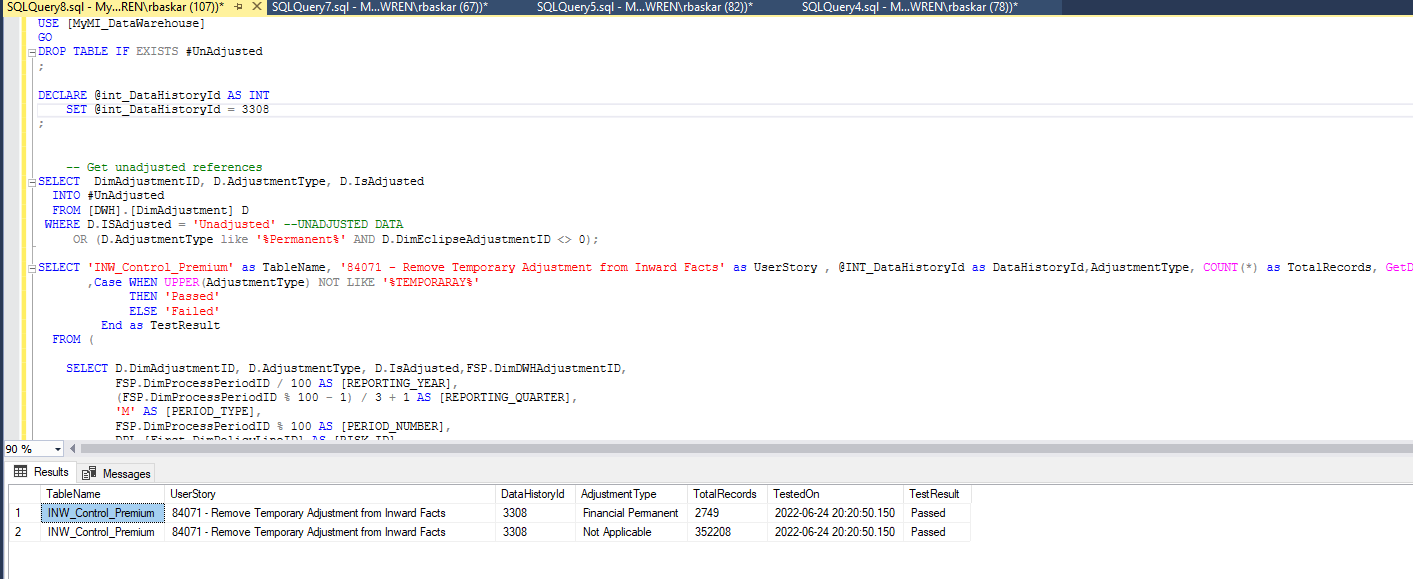 SQLQuery8.sql - My...REN\rbaskar (107))* SQLQuery7.sql - M...WREN\rbaskar (67))* SQLQuery5.sql - M...WREN\rbaskar (82))* SQLQuery4.sql - M...WREN\rbaskar (78))*
USE [MyMI_DataWarehouse]
GO
DROP TABLE IF EXISTS #UnAdjusted
;
DECLARE @int_DataHistoryId AS INT
SET @int_DataHistoryId = 3308
;
-- Get unadjusted references
SELECT DimAdjustmentID, D.AdjustmentType, D.IsAdjusted
INTO #UnAdjusted
FROM [DWH].[DimAdjustment] D
WHERE D.ISAdjusted = 'Unadjusted' --UNADJUSTED DATA
OR (D.AdjustmentType like '%Permanent%' AND D.DimEclipseAdjustmentID <> 0);
SELECT 'INW_Control_Premium' as TableName, '84071 - Remove Temporary Adjustment from Inward Facts' as UserStory , @INT_DataHistoryId as DataHistoryId,AdjustmentType, COUNT(*) as TotalRecords, GetD
,Case WHEN UPPER(AdjustmentType) NOT LIKE '%TEMPORARAY%'
THEN 'Passed'
ELSE 'Failed'
End as TestResult
FROM (
SELECT D.DimAdjustmentID, D.AdjustmentType, D.IsAdjusted,FSP.DimDWHAdjustmentID,
FSP.DimProcessPeriodID / 100 AS [REPORTING_YEAR],
(FSP.DimProcessPeriodID % 100 - 1) / 3 + 1 AS [REPORTING_QUARTER],
'M' AS [PERIOD_TYPE],
FSP.DimProcessPeriodID % 100 AS [PERIOD_NUMBER],
DPL.[First_DimPolicyLineID] AS [RISK_ID]
90 %
Results Messages
TableName UserStory DataHistoryId AdjustmentType TotalRecords TestedOn TestResult
1 INW_Control_Premium 84071 - Remove Temporary Adjustment from Inward Facts 3308 Financial Permanent 2749 2022-06-24 20:20:50.150 Passed
2 INW_Control_Premium 84071 - Remove Temporary Adjustment from Inward Facts 3308 Not Applicable 352208 2022-06-24 20:20:50.150 Passed